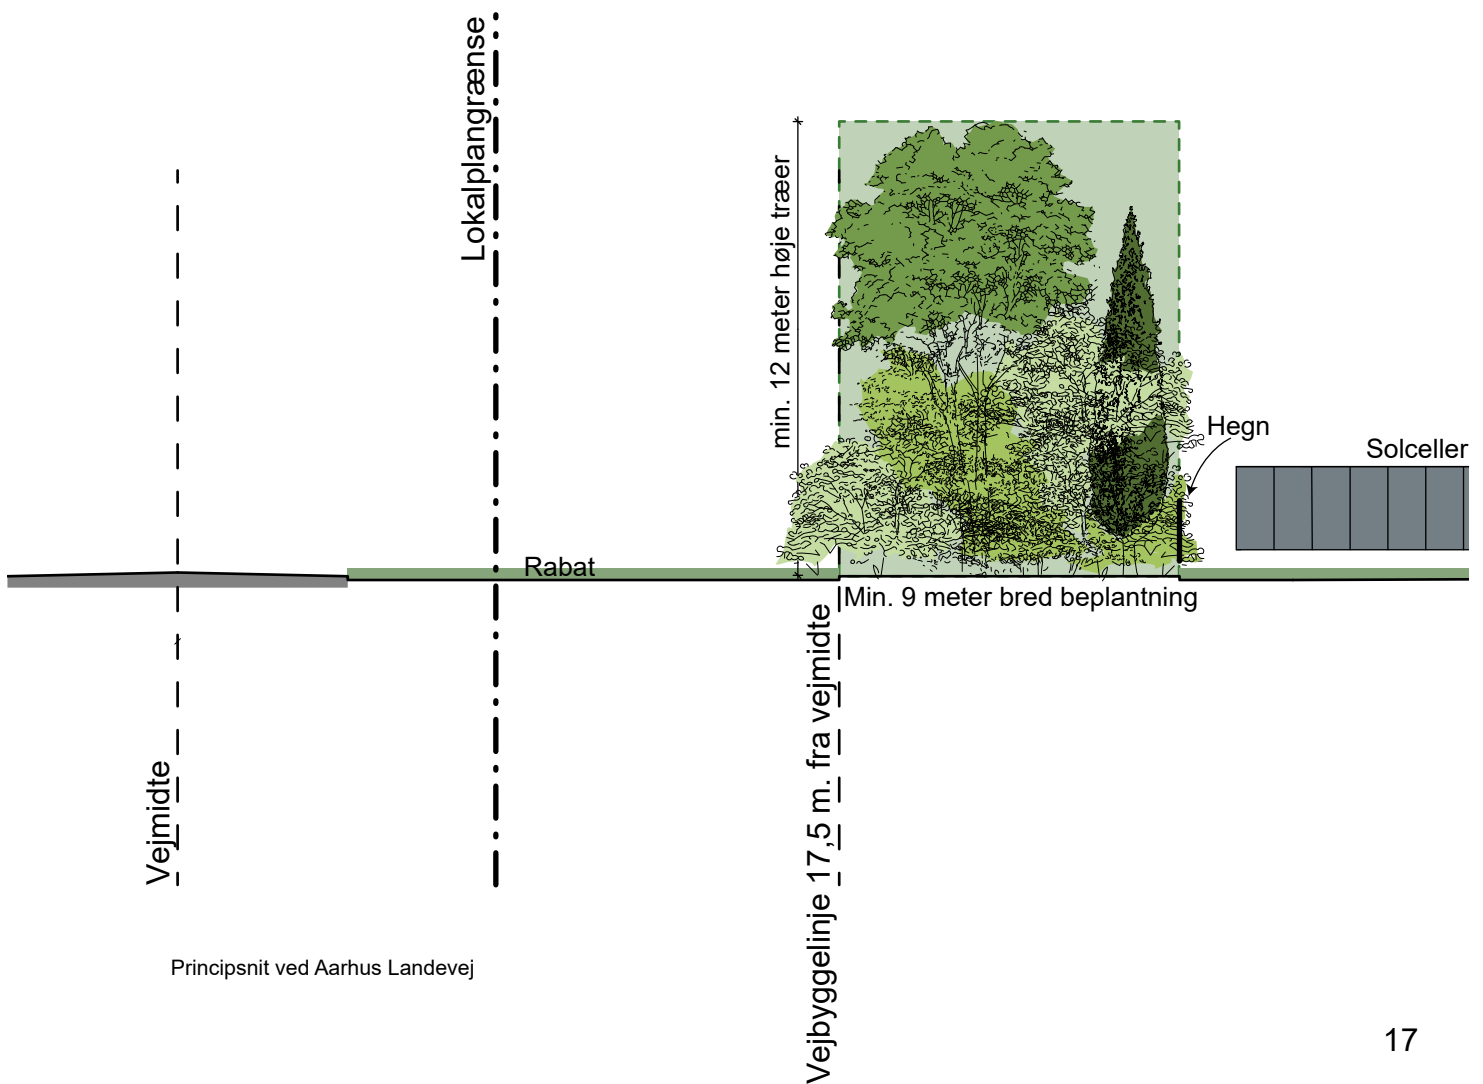 Lokalplangrænse
min. 12 meter høje træer
Hegn
Solceller
Rabat
Min. 9 meter bred beplantning
Vejmidte
Vejbyggelinje 17,5 m. fra vejmidte
Principsnit ved Aarhus Landevej
17